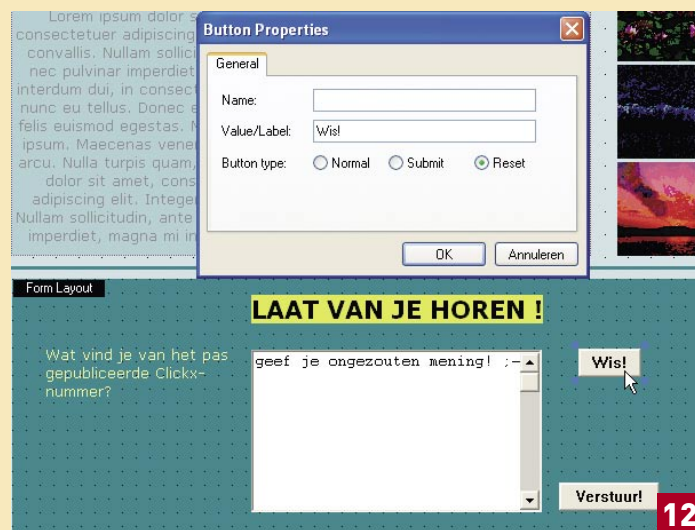 Lorem ipsum dolor s
consectetuer adipiscing
convallis. Nullam sollici
nec pulvinar imperdiet
interdum dui, in consect
nunc eu tellus. Donec e
felis euismod egestas. N
ipsum. Maecenas vene
arcu. Nulla turpis quam,
dolor sit amet, cons
adipiscing elit. Intege
Nullam sollicitudin, ante
imperdiet, magna mi in
Button Properties
General
Name:
Value/Label: Wis!
Button type: Normal Submit Reset
OK Annuleren
Form Layout
LAAT VAN JE HOREN !
Wat vind je van het pas
gepubliceerde Clickx-
nummer?
geef je ongezouten mening! ;-
Wis!
Verstuur!
12